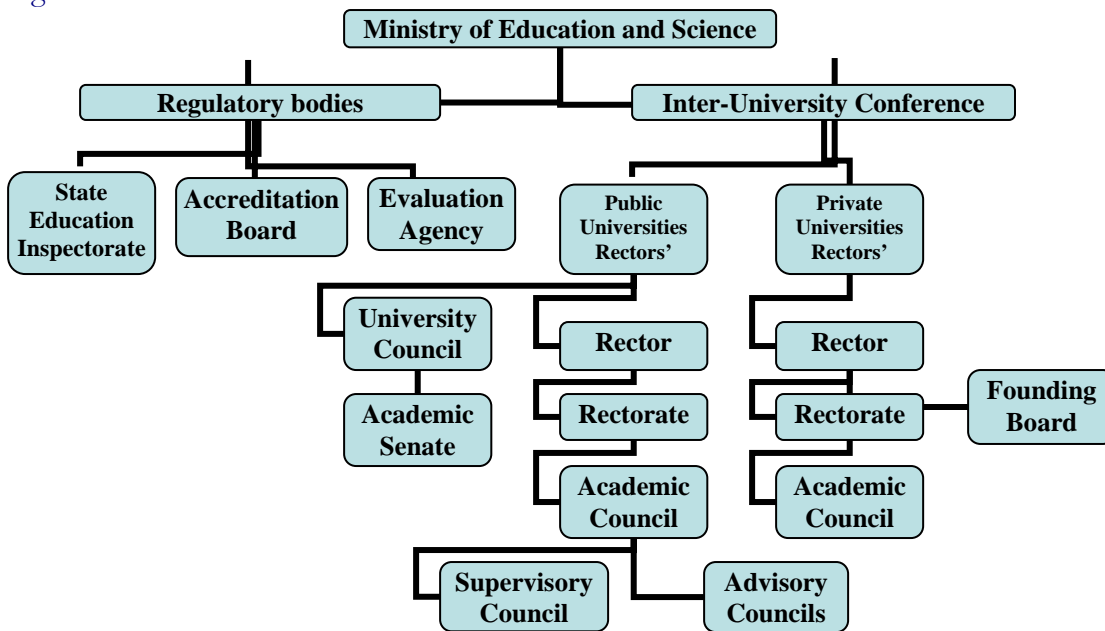 Ministry of Education and Science
Regulatory bodies
Inter-University Conference
State
Education
Inspectorate
Accreditation
Board
Evaluation
Agency
Public
Universities
Rectors’
Private
Universities
Rectors’
University
Council
Rector
Rector
Academic
Senate
Rectorate
Rectorate
Founding
Board
Academic
Council
Academic
Council
Supervisory
Council
Advisory
Councils